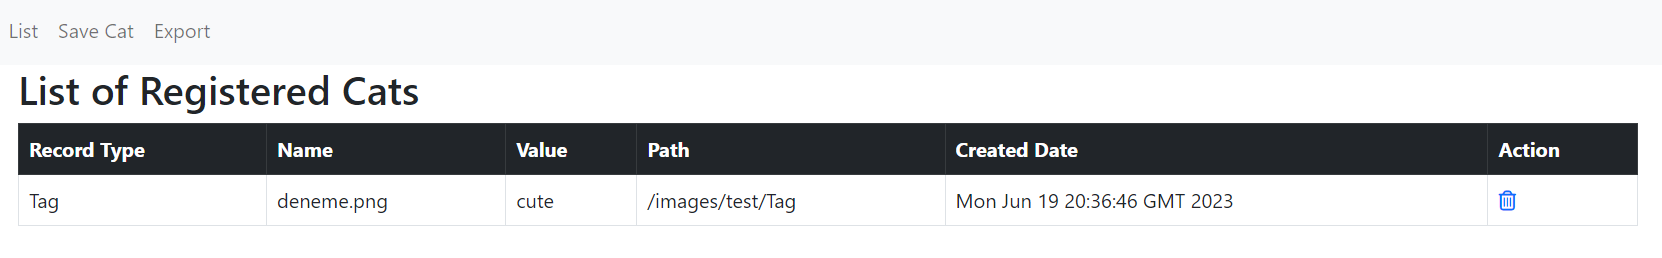 List Save Cat Export
List of Registered Cats
Record Type Name Value Path Created Date Action
Tag deneme.png cute /images/test/Tag Mon Jun 19 20:36:46 GMT 2023